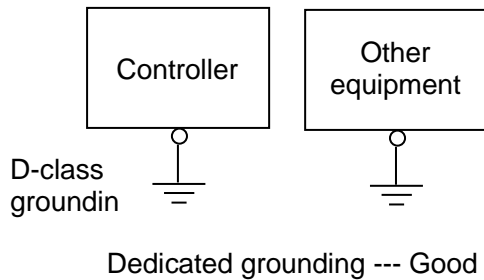 Controller
Other
equipment
D-class
groundin
Dedicated grounding --- Good